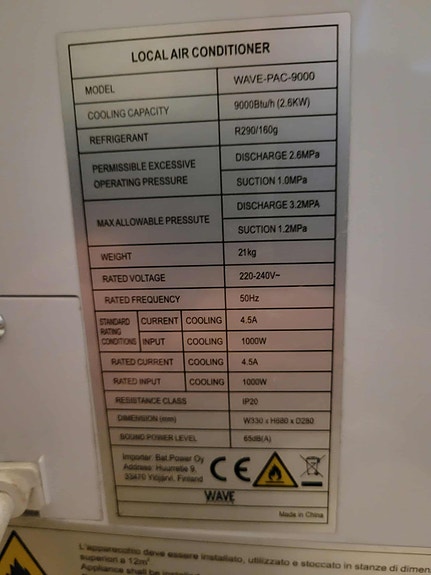 LOCAL AIR CONDITIONER
MODEL WAVE-PAC-9000
COOLING CAPACITY 9000Btu/h (2.6KW)
REFRIGERANT R290/160g
PERMISSIBLE EXCESSIVE OPERATING PRESSURE DISCHARGE 2.6MPa
SUCTION 1.0MPa
MAX ALLOWABLE PRESSUTE DISCHARGE 3.2MPA
SUCTION 1.2MPa
WEIGHT 21kg
RATED VOLTAGE 220-240V~
RATED FREQUENCY 50Hz
STANDARD RATING CONDITIONS CURRENT COOLING 4.5A
INPUT COOLING 1000W
RATED CURRENT COOLING 4.5A
RATED INPUT COOLING 1000W
RESISTANCE CLASS IP20
DIMENSION (mm) W330 x H680 x D280
SOUND POWER LEVEL 65dB(A)
Importer: Bat.Power Oy
Address: Huurretie 9,
33470 Ylöjärvi, Finland
CE
WAVE
Made in China
L'apparecchio deve essere installato, utilizzato e stoccato in stanze di dimen
superiori a 12m²
Appliance shall be